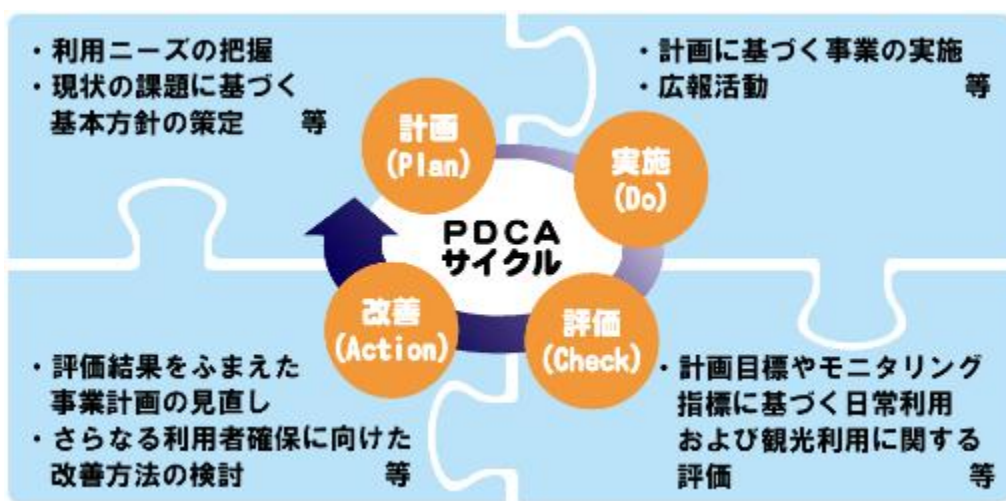 ・利用ニーズの把握
・現状の課題に基づく
基本方針の策定　等
・計画に基づく事業の実施
・広報活動　等
計画
(Plan)
実施
(Do)
PDCA
サイクル
改善
(Action)
評価
(Check)
・評価結果をふまえた
事業計画の見直し
・さらなる利用者確保に向けた
改善方法の検討　等
・計画目標やモニタリング
指標に基づく日常利用
および観光利用に関する
評価　等